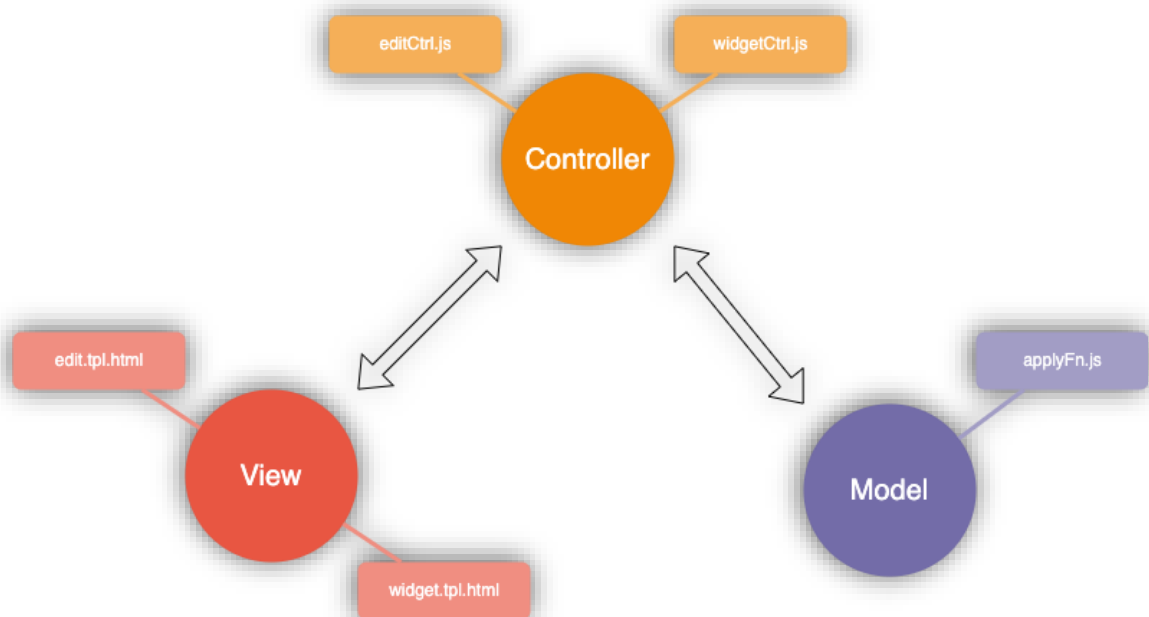 editCtrl.js
widgetCtrl.js
Controller
edit.tpl.html
applyFn.js
View
Model
widget.tpl.html